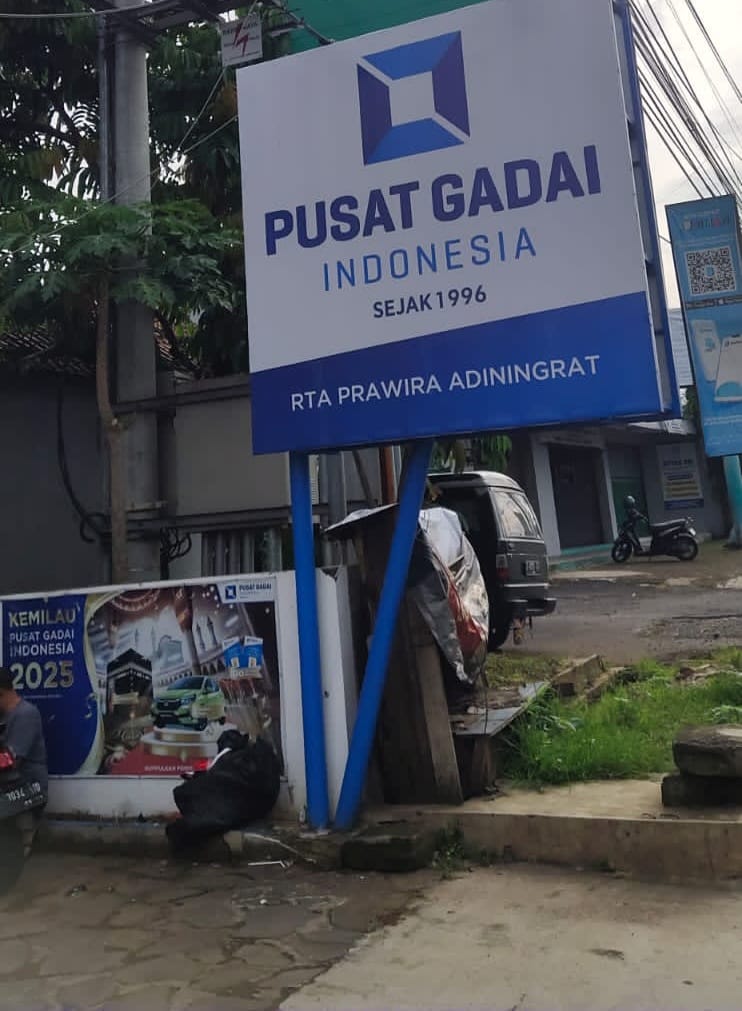 PUSAT GADAI
INDONESIA
SEJAK 1996
RTA PRAWIRA ADININGRAT
KEMILAU
PUSAT GADAI
INDONESIA
2025
PUSAT GADAI